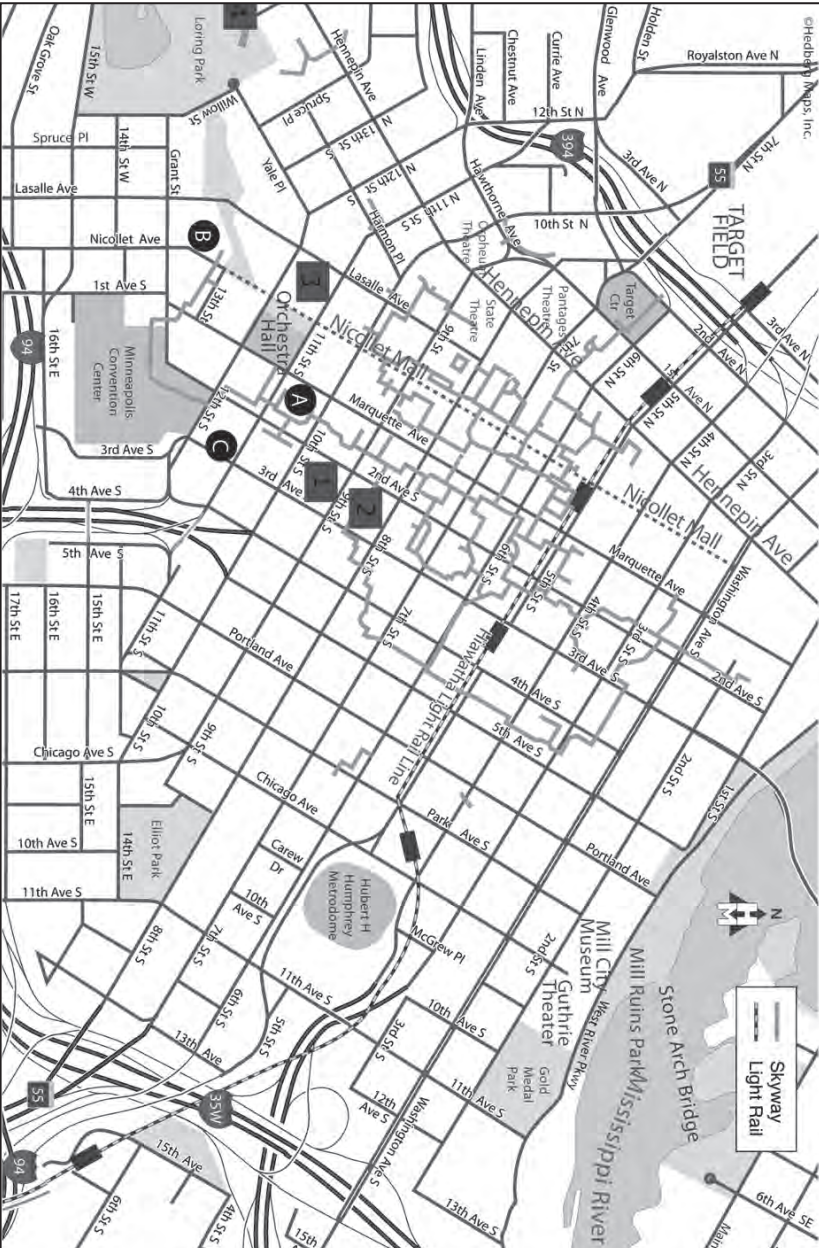 ©Hedberg Maps, Inc.
Oak Grove St
15th St W
Loring Park
Hennepin Ave
Linden Ave
Chestnut Ave
Currie Ave
Glenwood Ave
Holden St
Royalston Ave N
12th St N
394
7th St N
55
3rd Ave N
TARGET
FIELD
Willow St
Spruce Pl
N 13th St S
N 12th St S
N 11th St S
Hawthorne Ave
10th St N
Spruce Pl
14th St W
Grant St
Yale Pl
Harmon Pl
Lasalle Ave
Nicollet Ave
B
1st Ave S
13th St
3
Lasalle Ave
Orpheum
Theatre
Hennepin Ave
State
Theatre
Pantages
Theatre
7th
St
Target
Ctr
6th St N
2nd Ave N
3rd Ave N
1st Ave N
5th St N
4th St N
3rd St N
Hennepin Ave
94
16th St E
Minneapolis
Convention
Center
Orchestra
Hall
11th St S
Nicollet Mall
9th St
A
Marquette Ave
Nicollet Mall
12th St S
C
3rd Ave S
10th St S
1
3rd Ave
9th St S
2
2nd Ave S
8th St S
7th St S
6th St S
5th St S
4th St S
3rd St S
Marquette Ave
Washington Ave S
2nd Ave S
4th Ave S
5th Ave S
17th St E
16th St E
15th St E
11th St S
Portland Ave
Hiawatha Light Rail Line
3rd Ave S
4th Ave S
5th Ave S
2nd St S
1st St S
Chicago Ave S
10th St S
9th St S
Chicago Ave
Park Ave S
Portland Ave
15th St E
10th Ave S
14th St E
Elliot Park
11th Ave S
Carew
Dr
10th
Ave S
Hubert H
Humphrey
Metrodome
McGrew Pl
2nd St S
Mill City
Museum
Guthrie
Theater
West River Pkwy
Mill Ruins Park
Mississippi River
Stone Arch Bridge
N
M
Skyway
Light Rail
8th St S
7th St S
6th St S
5th St S
11th Ave S
13th Ave
3rd St S
10th Ave S
11th Ave S
12th
Ave S
Gold
Medal
Park
Washington Ave S
13th Ave S
55
35W
94
15th Ave
6th St S
4th St S
15th
6th Ave SE
Main